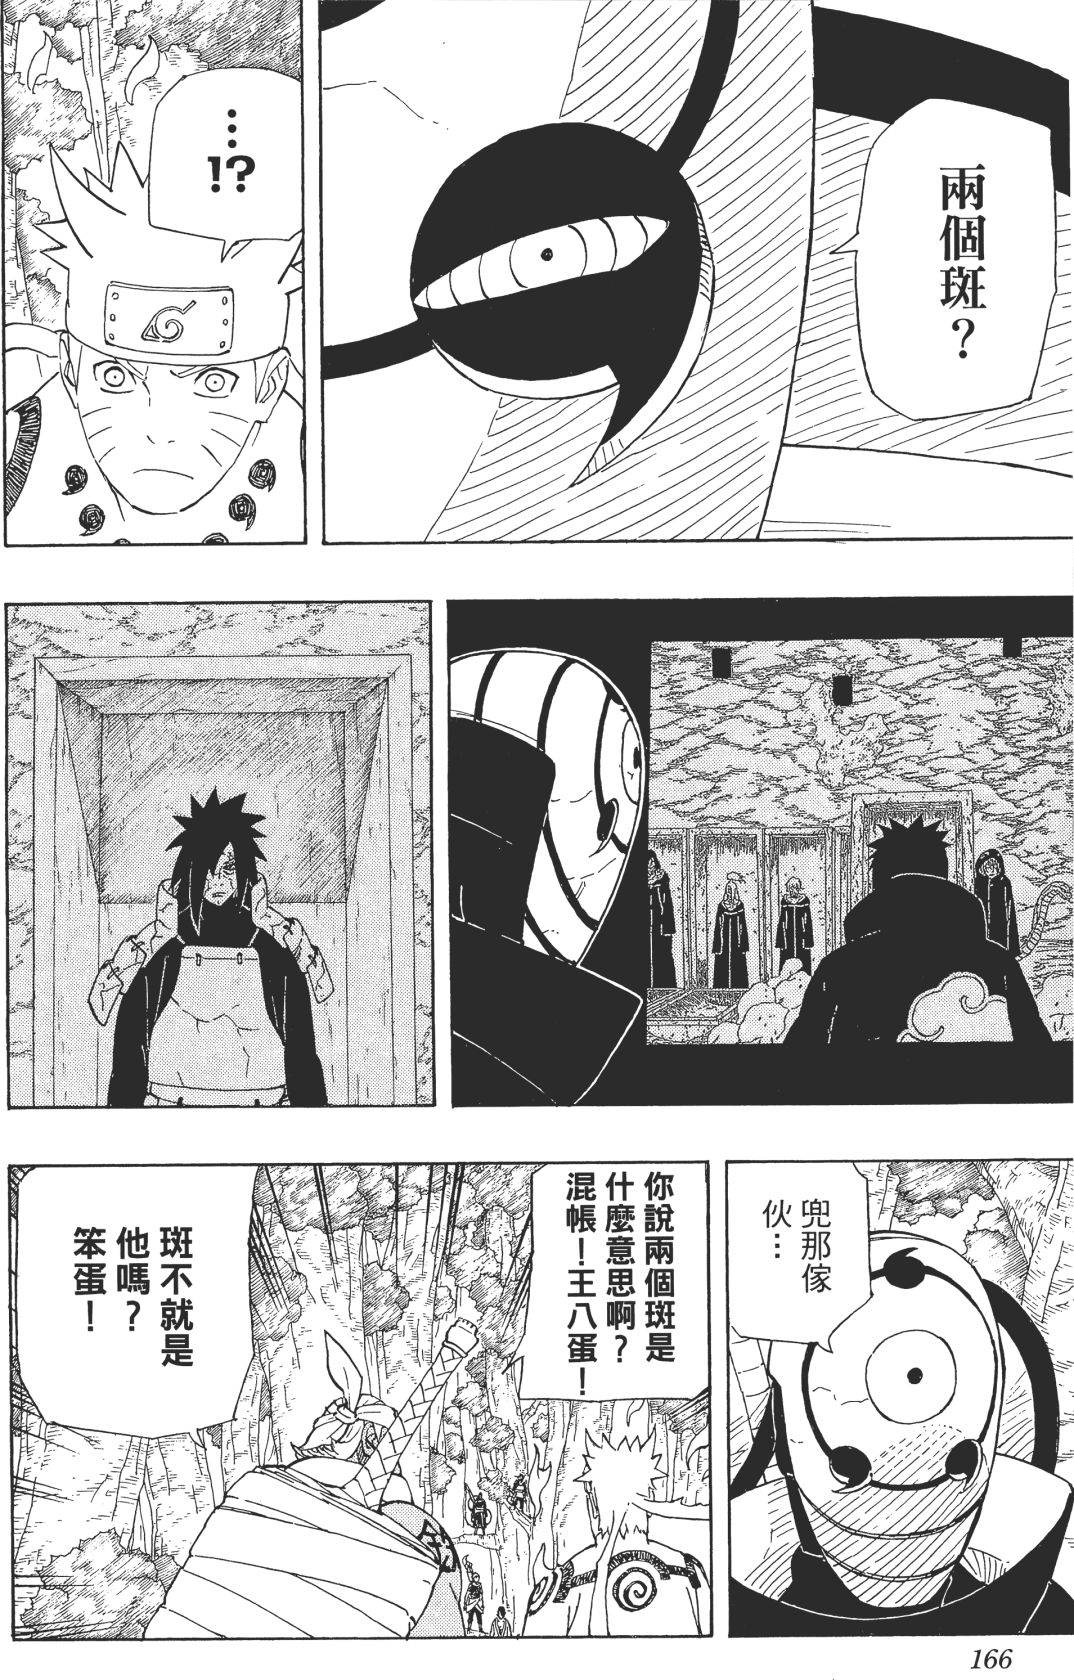 兩個斑？
…
!?
兜那傢
伙…
你說兩個斑是
什麼意思啊？
混帳！王八蛋！
斑不就是
他嗎？
笨蛋！
166